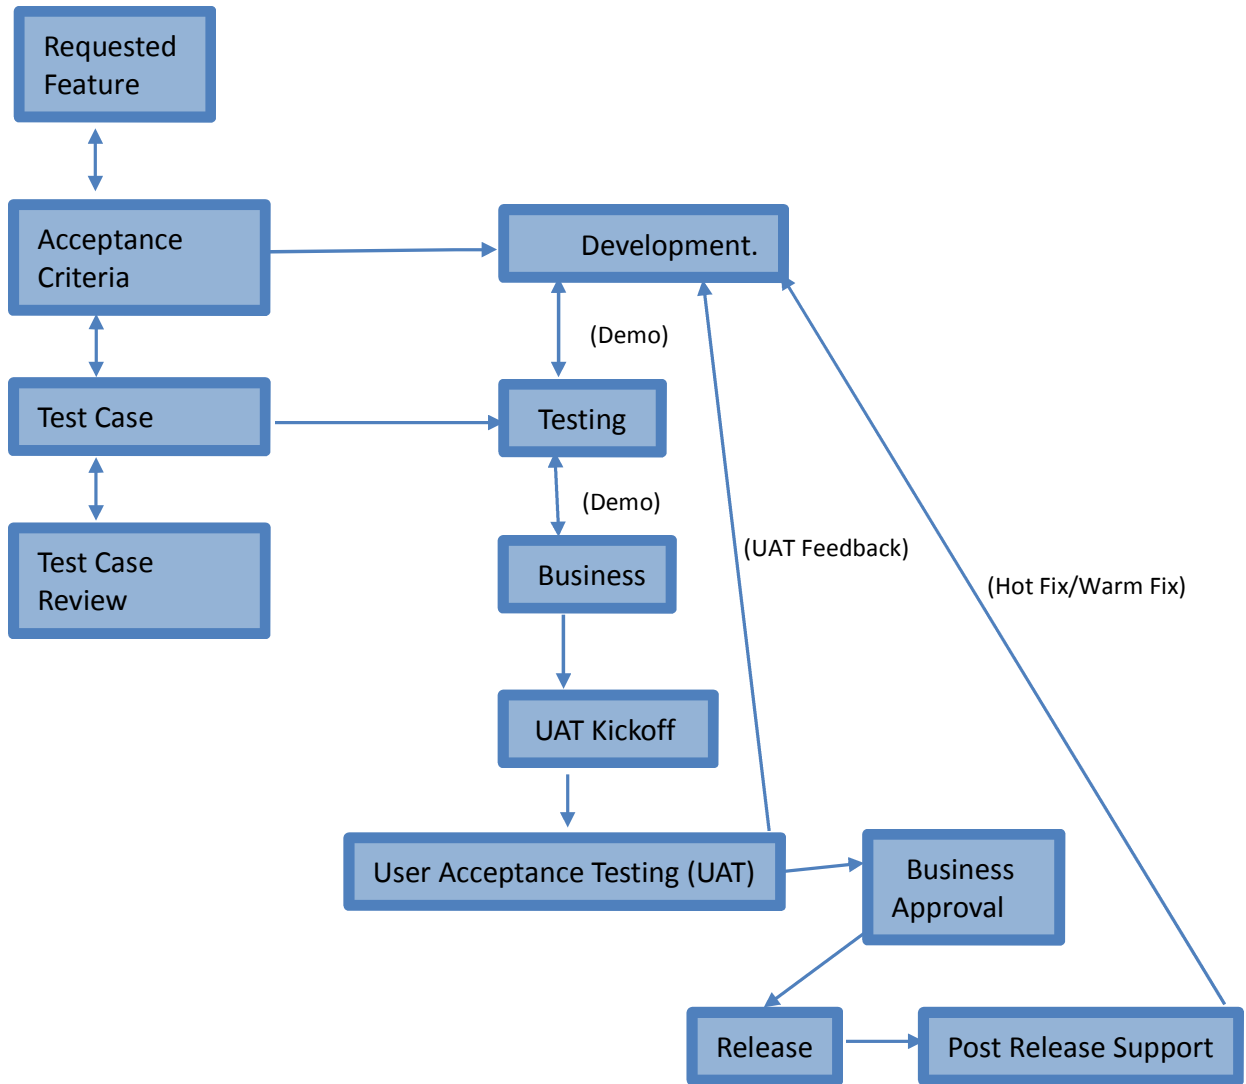 Requested
Feature
Acceptance
Criteria
Development.
(Demo)
Test Case
Testing
(Demo)
Test Case
Review
Business
(UAT Feedback)
(Hot Fix/Warm Fix)
UAT Kickoff
User Acceptance Testing (UAT)
Business
Approval
Release
Post Release Support